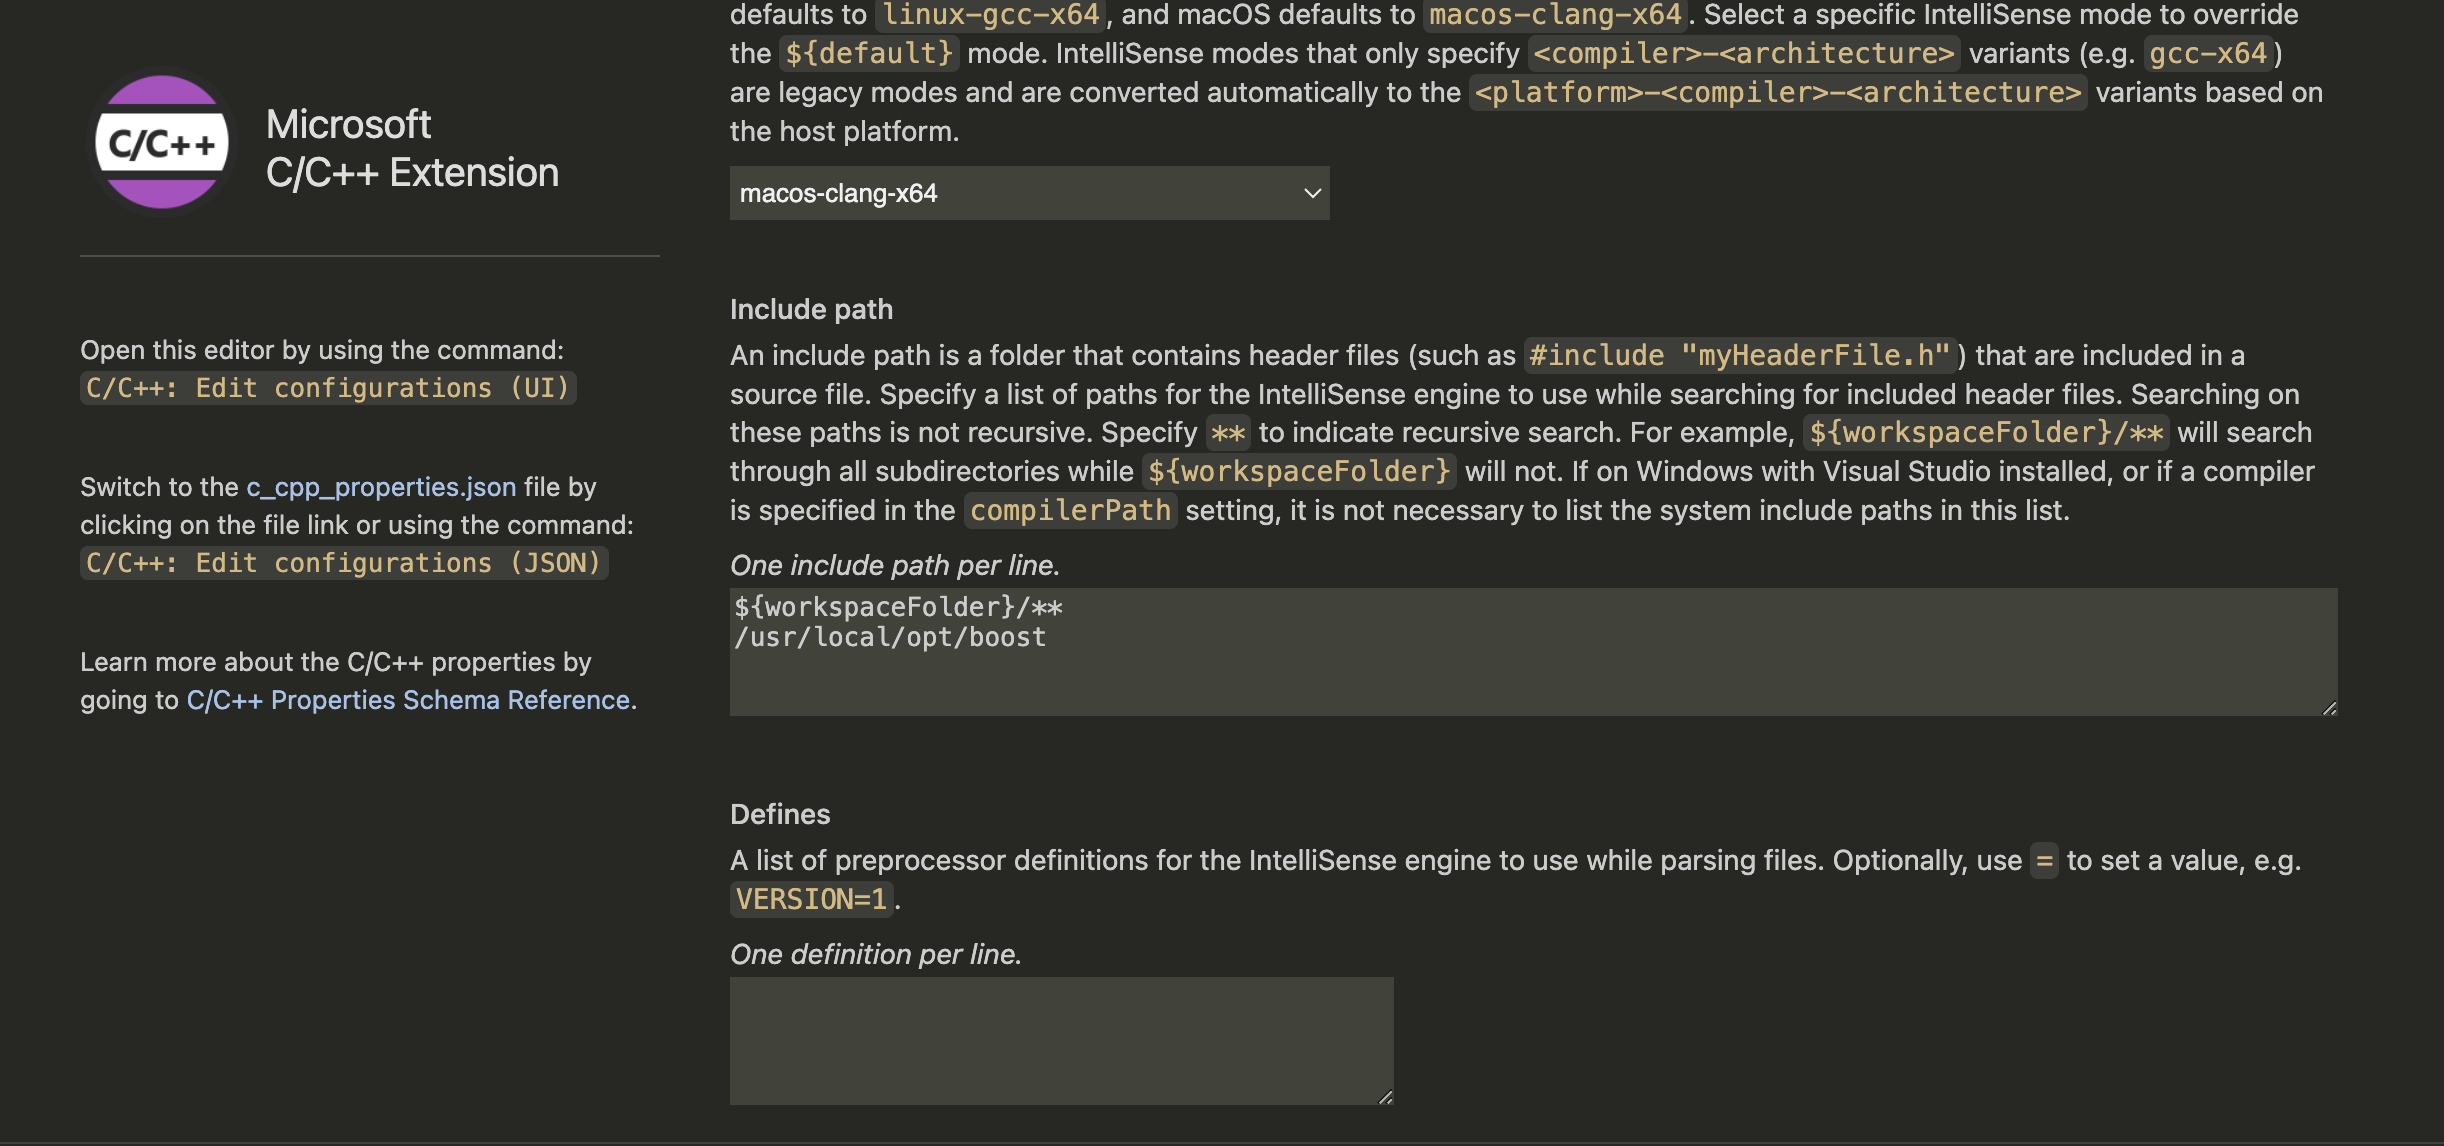 C/C++
Microsoft
C/C++ Extension
Open this editor by using the command:
C/C++: Edit configurations (UI)
Switch to the c_cpp_properties.json file by
clicking on the file link or using the command:
C/C++: Edit configurations (JSON)
Learn more about the C/C++ properties by
going to C/C++ Properties Schema Reference.
defaults to linux-gcc-x64, and macOS defaults to macos-clang-x64. Select a specific IntelliSense mode to override
the ${default} mode. IntelliSense modes that only specify <compiler>-<architecture> variants (e.g. gcc-x64)
are legacy modes and are converted automatically to the <platform>-<compiler>-<architecture> variants based on
the host platform.
macos-clang-x64
Include path
An include path is a folder that contains header files (such as #include "myHeaderFile.h") that are included in a
source file. Specify a list of paths for the IntelliSense engine to use while searching for included header files. Searching on
these paths is not recursive. Specify ** to indicate recursive search. For example, ${workspaceFolder}/** will search
through all subdirectories while ${workspaceFolder} will not. If on Windows with Visual Studio installed, or if a compiler
is specified in the compilerPath setting, it is not necessary to list the system include paths in this list.
One include path per line.
${workspaceFolder}/**
/usr/local/opt/boost
Defines
A list of preprocessor definitions for the IntelliSense engine to use while parsing files. Optionally, use = to set a value, e.g.
VERSION=1.
One definition per line.